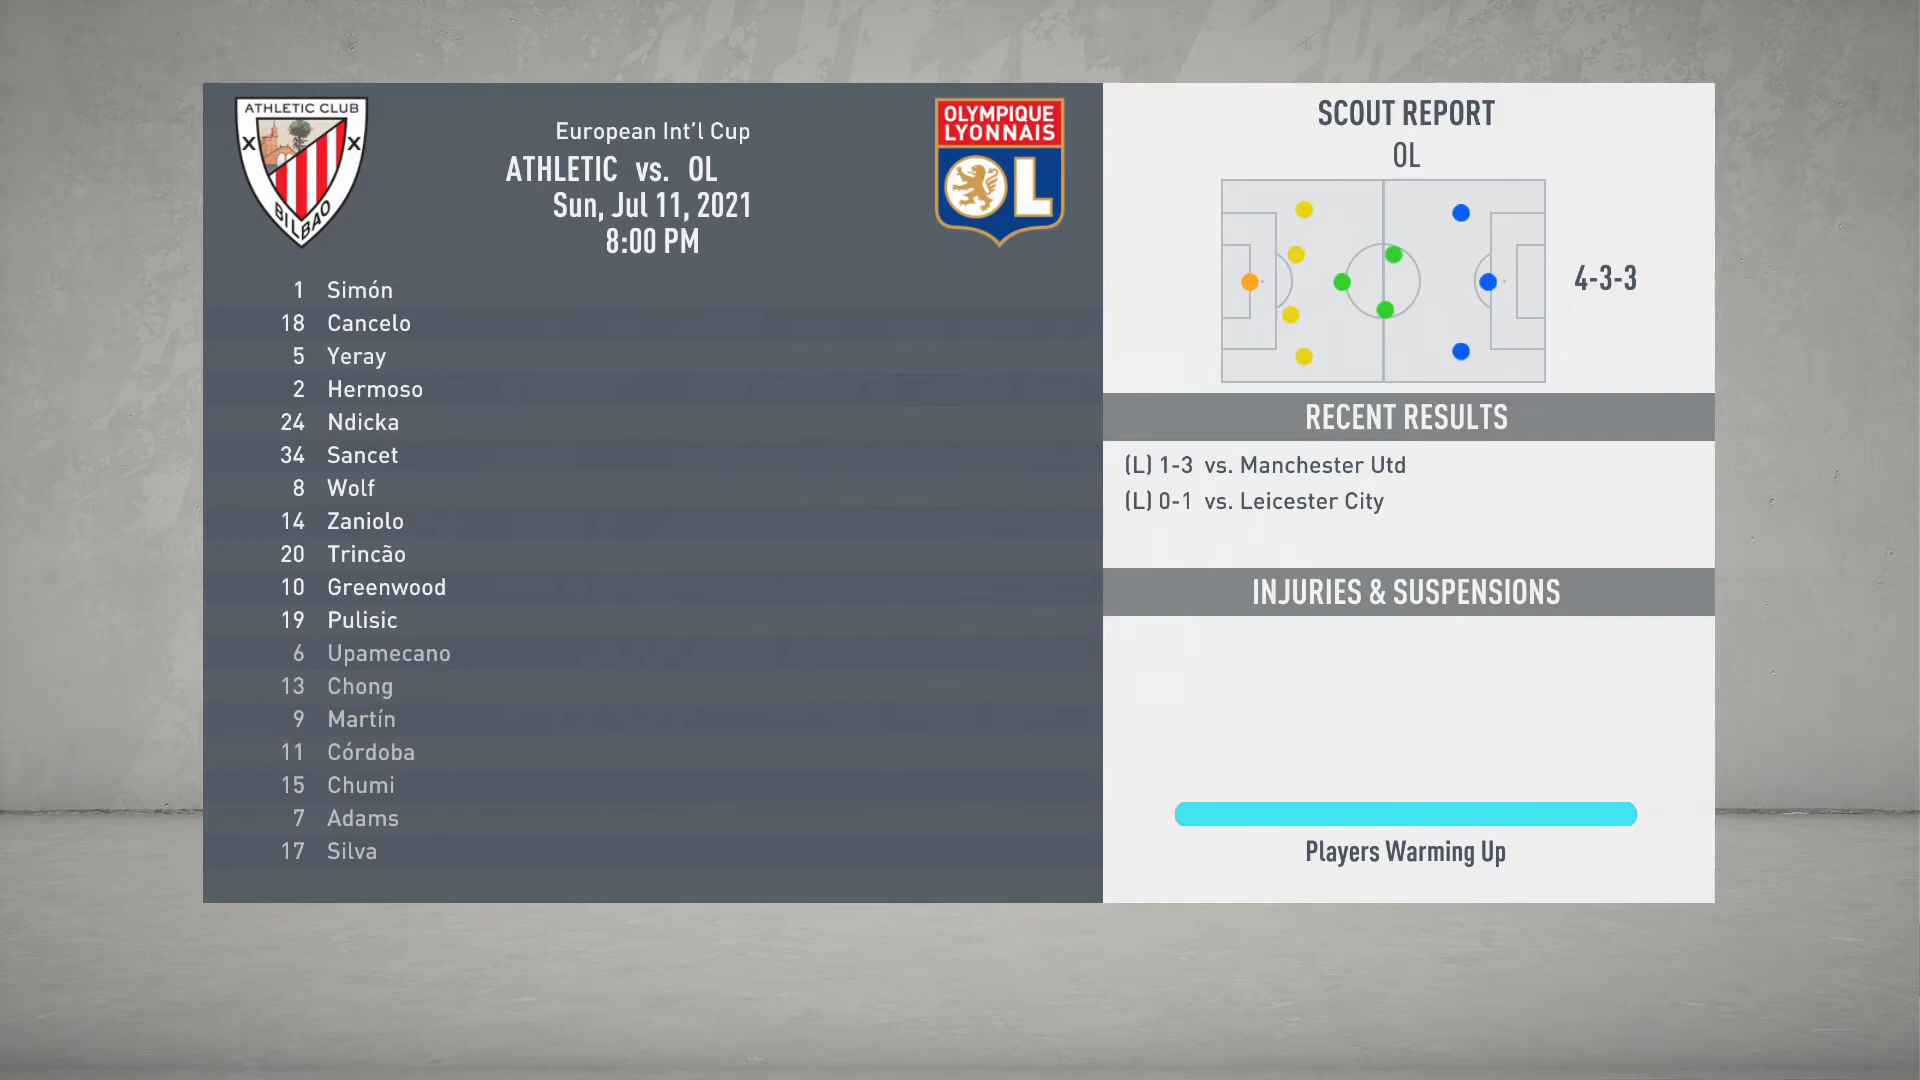 ATHLETIC CLUB
BILBAO
European Int'l Cup
ATHLETIC vs. OL
Sun, Jul 11, 2021
8:00 PM
OLYMPIQUE
LYONNAIS
OL
1 Simón
18 Cancelo
5 Yeray
2 Hermoso
24 Ndicka
34 Sancet
8 Wolf
14 Zaniolo
20 Trincão
10 Greenwood
19 Pulisic
6 Upamecano
13 Chong
9 Martín
11 Córdoba
15 Chumi
7 Adams
17 Silva
SCOUT REPORT
OL
4-3-3
RECENT RESULTS
(L) 1-3 vs. Manchester Utd
(L) 0-1 vs. Leicester City
INJURIES & SUSPENSIONS
Players Warming Up